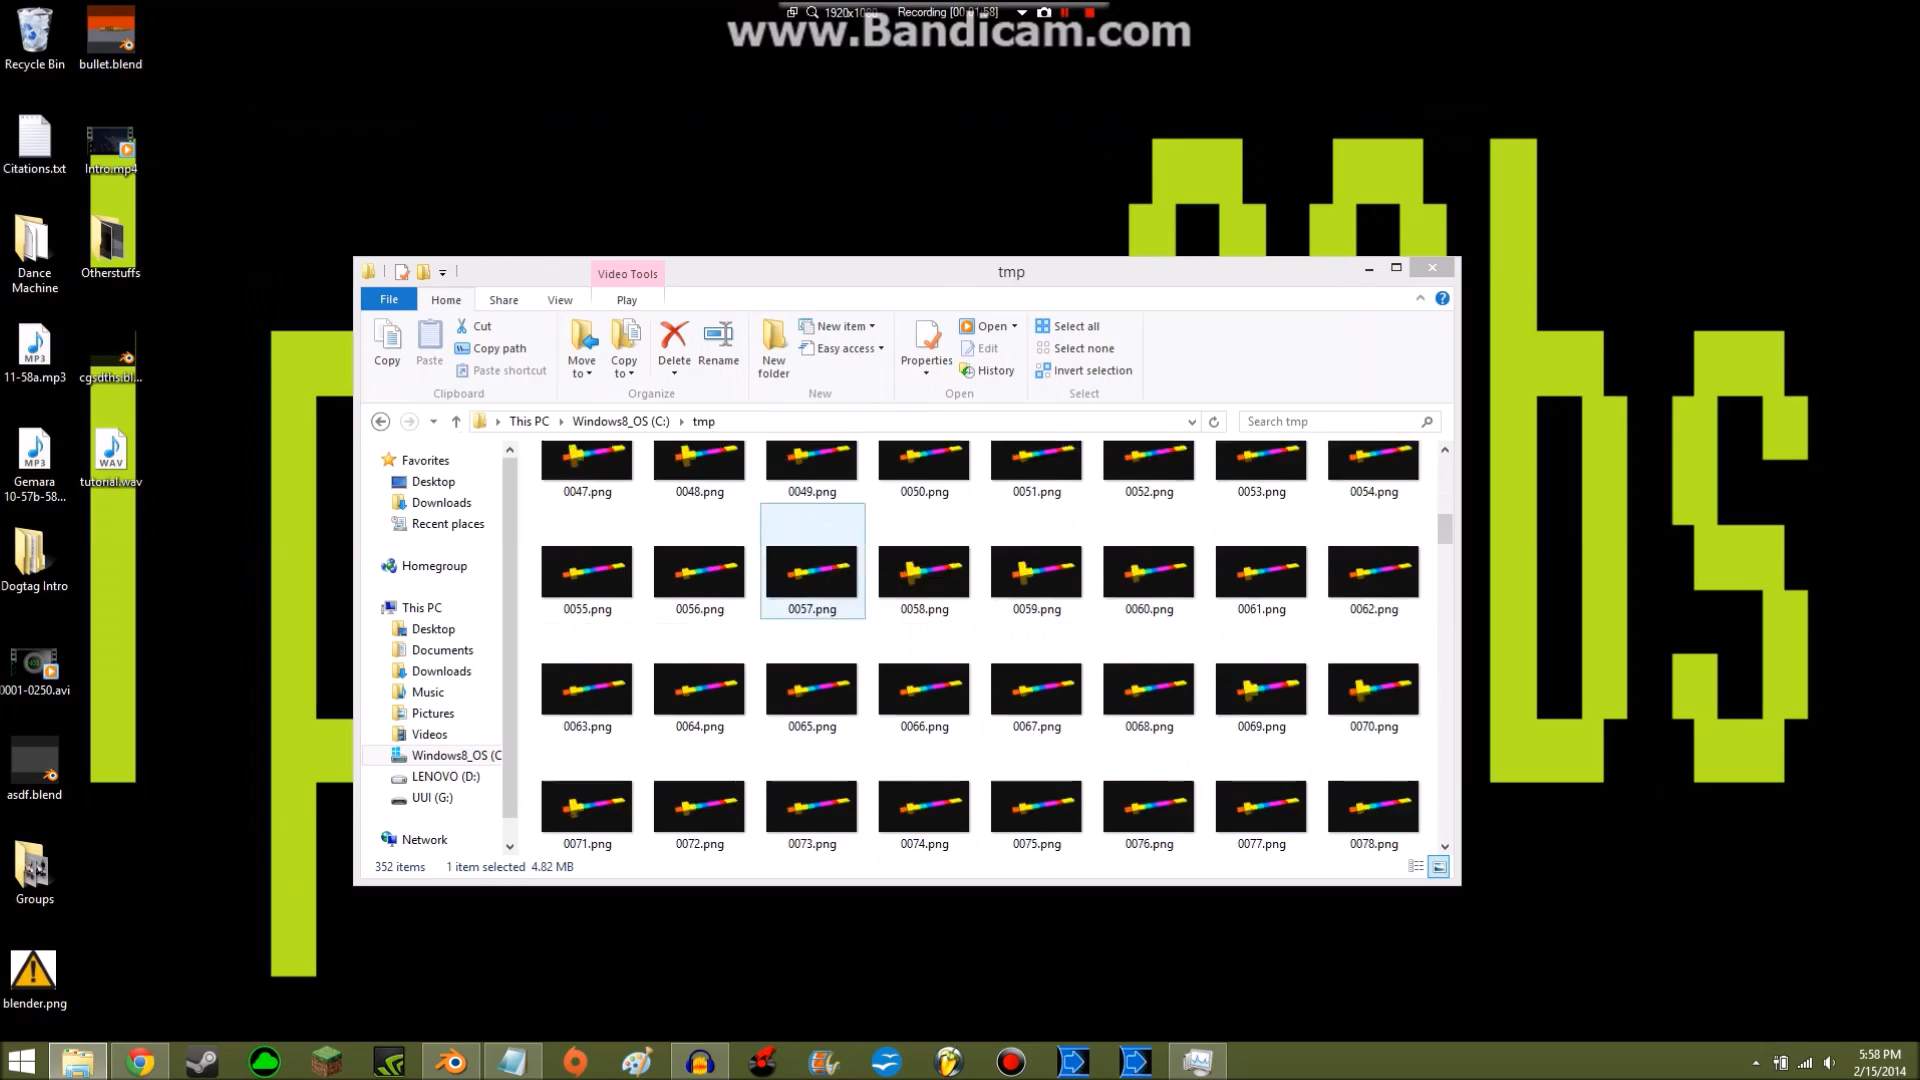 1920x1080 Recording [00:01:58]
www.Bandicam.com
Recycle Bin
bullet.blend
Citations.txt
Intro.mp4
Dance Machine
Otherstuffs
11-58a.mp3
cgsdths.bl...
Gemara 10-57b-58...
tutorial.wav
Dogtag Intro
0001-0250.avi
asdf.blend
Groups
blender.png
Video Tools
tmp
File Home Share View Play
Copy
Paste
Cut
Copy path
Paste shortcut
Clipboard
Move to
Copy to
Delete
Rename
Organize
New folder
New item
Easy access
New
Properties
Open
Edit
History
Open
Select all
Select none
Invert selection
Select
This PC Windows8_OS (C:) tmp
Search tmp
Favorites
Desktop
Downloads
Recent places
Homegroup
This PC
Desktop
Documents
Downloads
Music
Pictures
Videos
Windows8_OS (C
LENOVO (D:)
UUI (G:)
Network
0047.png 0048.png 0049.png 0050.png 0051.png 0052.png 0053.png 0054.png
0055.png 0056.png 0057.png 0058.png 0059.png 0060.png 0061.png 0062.png
0063.png 0064.png 0065.png 0066.png 0067.png 0068.png 0069.png 0070.png
0071.png 0072.png 0073.png 0074.png 0075.png 0076.png 0077.png 0078.png
352 items 1 item selected 4.82 MB
5:58 PM
2/15/2014